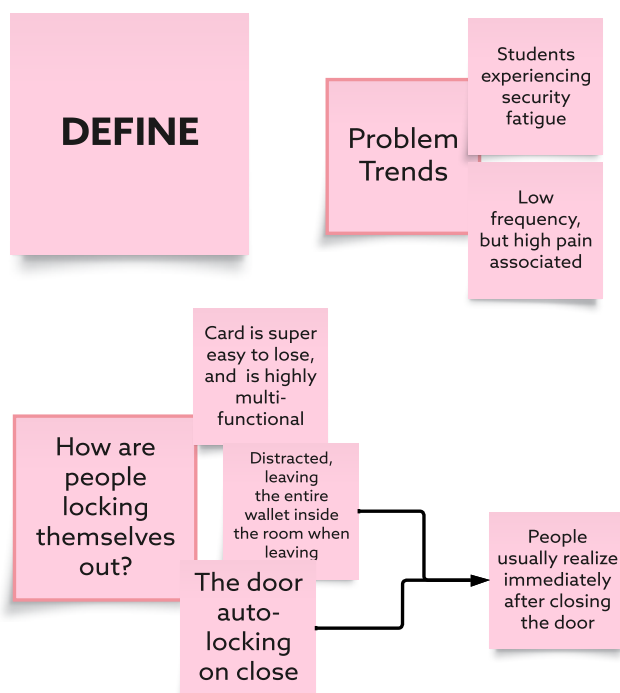 DEFINE
Problem
Trends
Students
experiencing
security
fatigue
Low
frequency,
but high pain
associated
How are
people
locking
themselves
out?
Card is super
easy to lose,
and  is highly
multi-
functional
Distracted,
leaving
the entire
wallet inside
the room when
leaving
The door
auto-
locking
on close
People
usually realize
immediately
after closing
the door